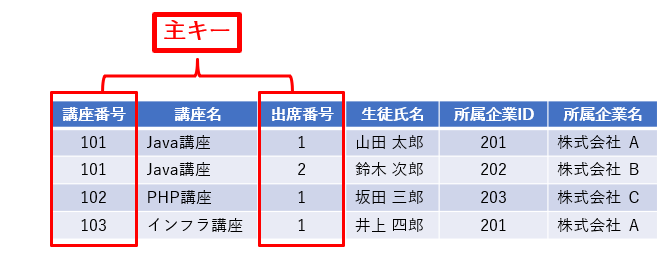 主キー
講座番号 講座名 出席番号 生徒氏名 所属企業ID 所属企業名
101 Java講座 1 山田 太郎 201 株式会社 A
101 Java講座 2 鈴木 次郎 202 株式会社 B
102 PHP講座 1 坂田 三郎 203 株式会社 C
103 インフラ講座 1 井上 四郎 201 株式会社 A